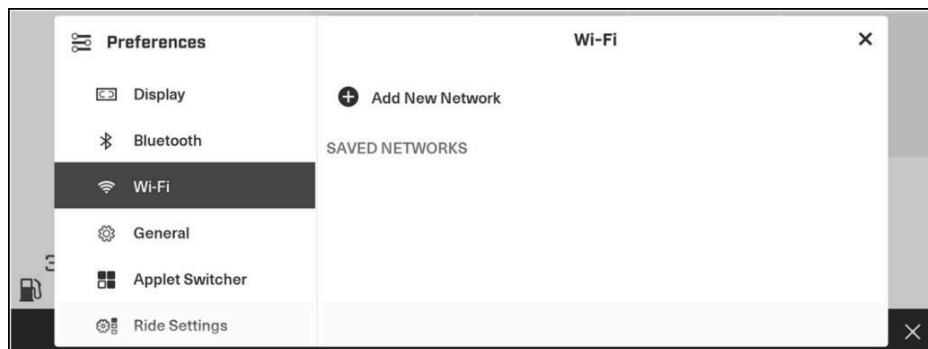 Preferences
Wi-Fi
Display
Add New Network
Bluetooth
SAVED NETWORKS
Wi-Fi
General
Applet Switcher
Ride Settings